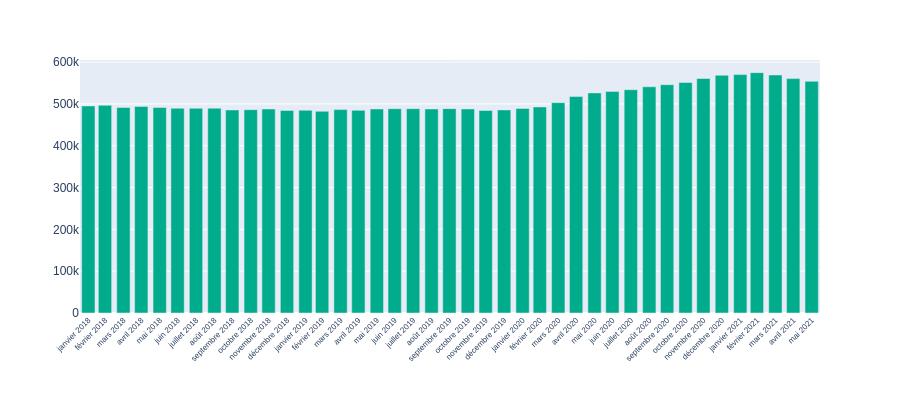 600k
500k
400k
300k
200k
100k
0
janvier 2018
février 2018
mars 2018
avril 2018
mai 2018
juin 2018
juillet 2018
août 2018
septembre 2018
octobre 2018
novembre 2018
décembre 2018
janvier 2019
février 2019
mars 2019
avril 2019
mai 2019
juin 2019
juillet 2019
août 2019
septembre 2019
octobre 2019
novembre 2019
décembre 2019
janvier 2020
février 2020
mars 2020
avril 2020
mai 2020
juin 2020
juillet 2020
août 2020
septembre 2020
octobre 2020
novembre 2020
décembre 2020
janvier 2021
février 2021
mars 2021
avril 2021
mai 2021